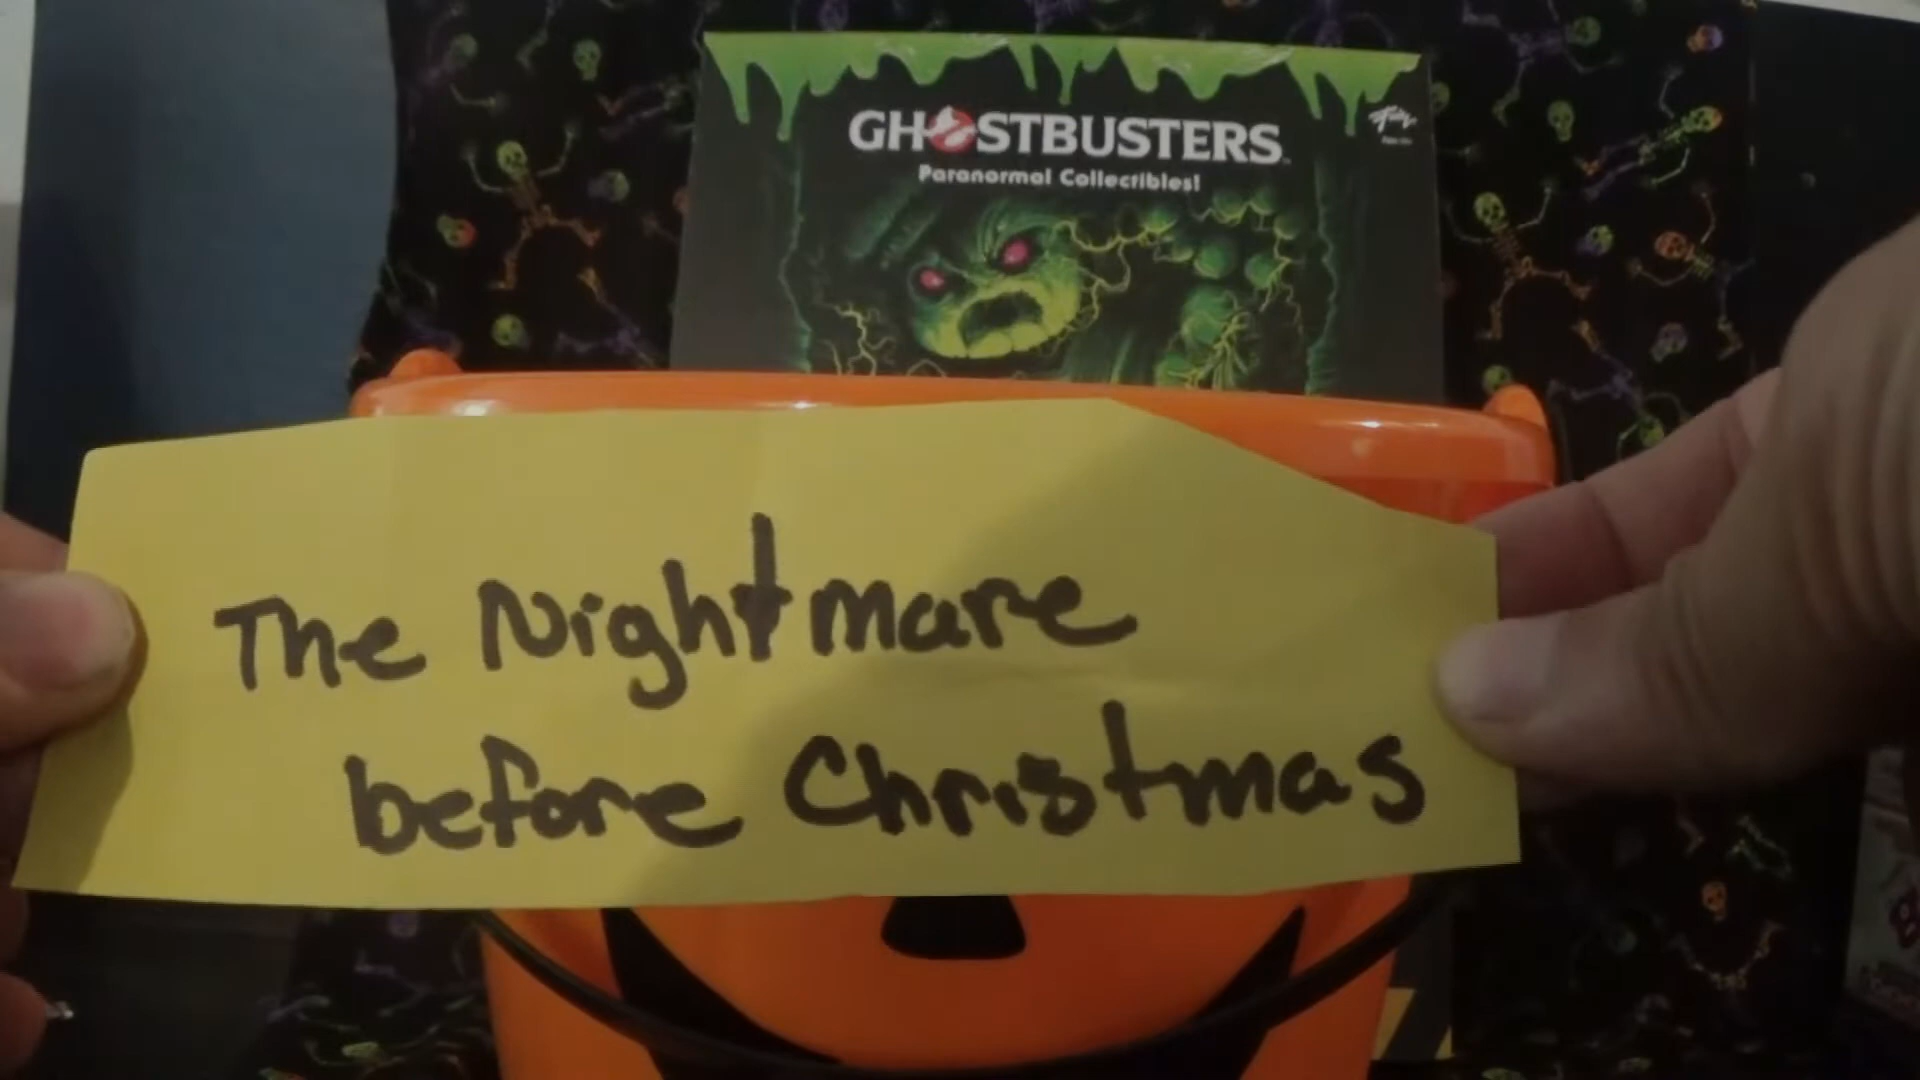 GHOSTBUSTERS
Paranormal Collectibles!
The Nightmare
before Christmas